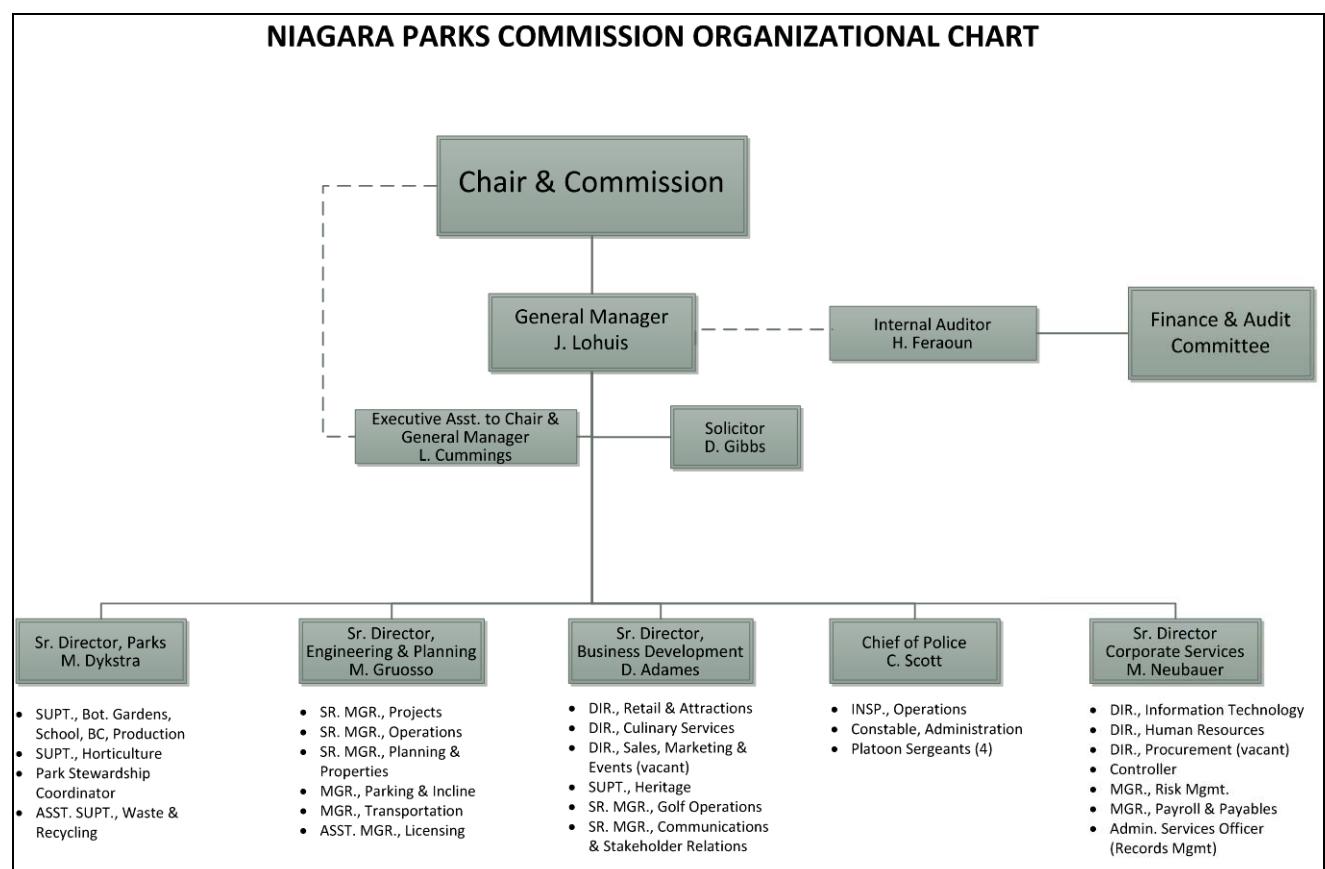 NIAGARA PARKS COMMISSION ORGANIZATIONAL CHART
Chair & Commission
General Manager
J. Lohuis
Internal Auditor
H. Feraoun
Finance & Audit
Committee
Executive Asst. to Chair &
General Manager
L. Cummings
Solicitor
D. Gibbs
Sr. Director, Parks
M. Dykstra
• SUPT., Bot. Gardens,
School, BC, Production
• SUPT., Horticulture
• Park Stewardship
Coordinator
• ASST. SUPT., Waste &
Recycling
Sr. Director,
Engineering & Planning
M. Gruosso
• SR. MGR., Projects
• SR. MGR., Operations
• SR. MGR., Planning &
Properties
• MGR., Parking & Incline
• MGR., Transportation
• ASST. MGR., Licensing
Sr. Director,
Business Development
D. Adames
• DIR., Retail & Attractions
• DIR., Culinary Services
• DIR., Sales, Marketing &
Events (vacant)
• SUPT., Heritage
• SR. MGR., Golf Operations
• SR. MGR., Communications
& Stakeholder Relations
Chief of Police
C. Scott
• INSP., Operations
• Constable, Administration
• Platoon Sergeants (4)
Sr. Director
Corporate Services
M. Neubauer
• DIR., Information Technology
• DIR., Human Resources
• DIR., Procurement (vacant)
• Controller
• MGR., Risk Mgmt.
• MGR., Payroll & Payables
• Admin. Services Officer
(Records Mgmt)